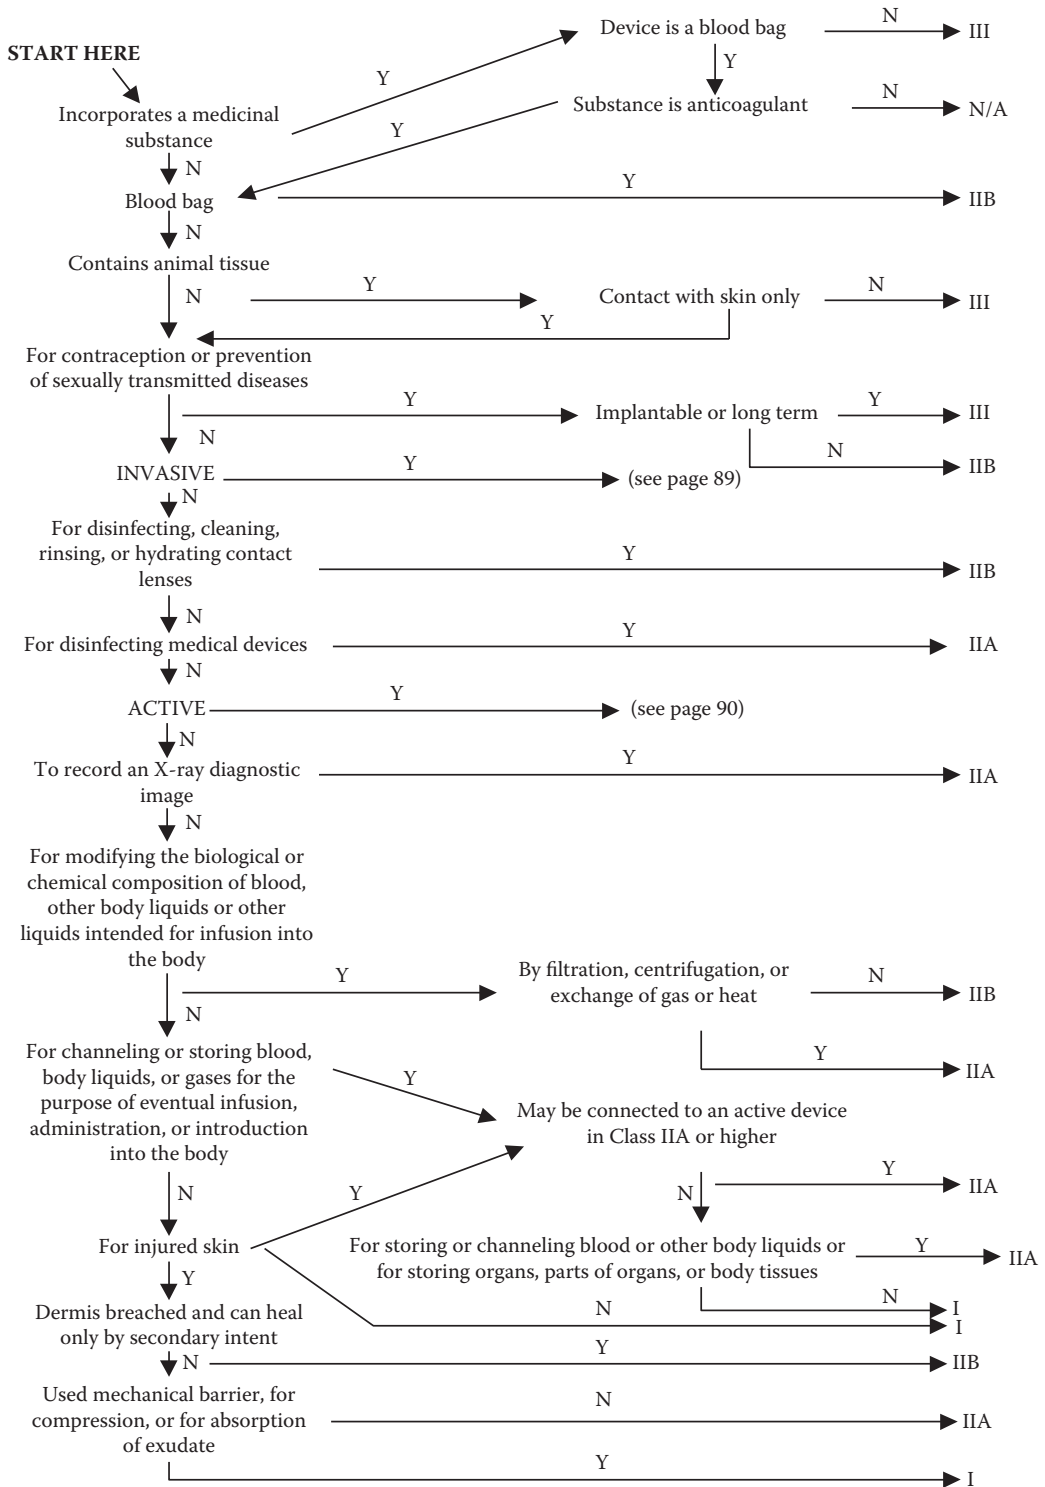 START HERE
Device is a blood bag
N
III
Y
Y
Incorporates a medicinal
substance
Substance is anticoagulant
N
N/A
Y
N
Blood bag
Y
IIB
N
Contains animal tissue
N
Y
Contact with skin only
N
III
Y
For contraception or prevention
of sexually transmitted diseases
Y
Implantable or long term
Y
III
N
N
IIB
INVASIVE
Y
(see page 89)
N
For disinfecting, cleaning,
rinsing, or hydrating contact
lenses
Y
IIB
N
For disinfecting medical devices
Y
IIA
N
ACTIVE
Y
(see page 90)
N
To record an X-ray diagnostic
image
Y
IIA
N
For modifying the biological or
chemical composition of blood,
other body liquids or other
liquids intended for infusion into
the body
Y
By filtration, centrifugation, or
exchange of gas or heat
N
IIB
N
Y
IIA
For channeling or storing blood,
body liquids, or gases for the
purpose of eventual infusion,
administration, or introduction
into the body
Y
May be connected to an active device
in Class IIA or higher
N
Y
N
Y
IIA
For injured skin
For storing or channeling blood or other body liquids or
for storing organs, parts of organs, or body tissues
Y
IIA
Y
N
I
N
I
Dermis breached and can heal
only by secondary intent
N
Y
IIB
Used mechanical barrier, for
compression, or for absorption
of exudate
N
IIA
Y
I